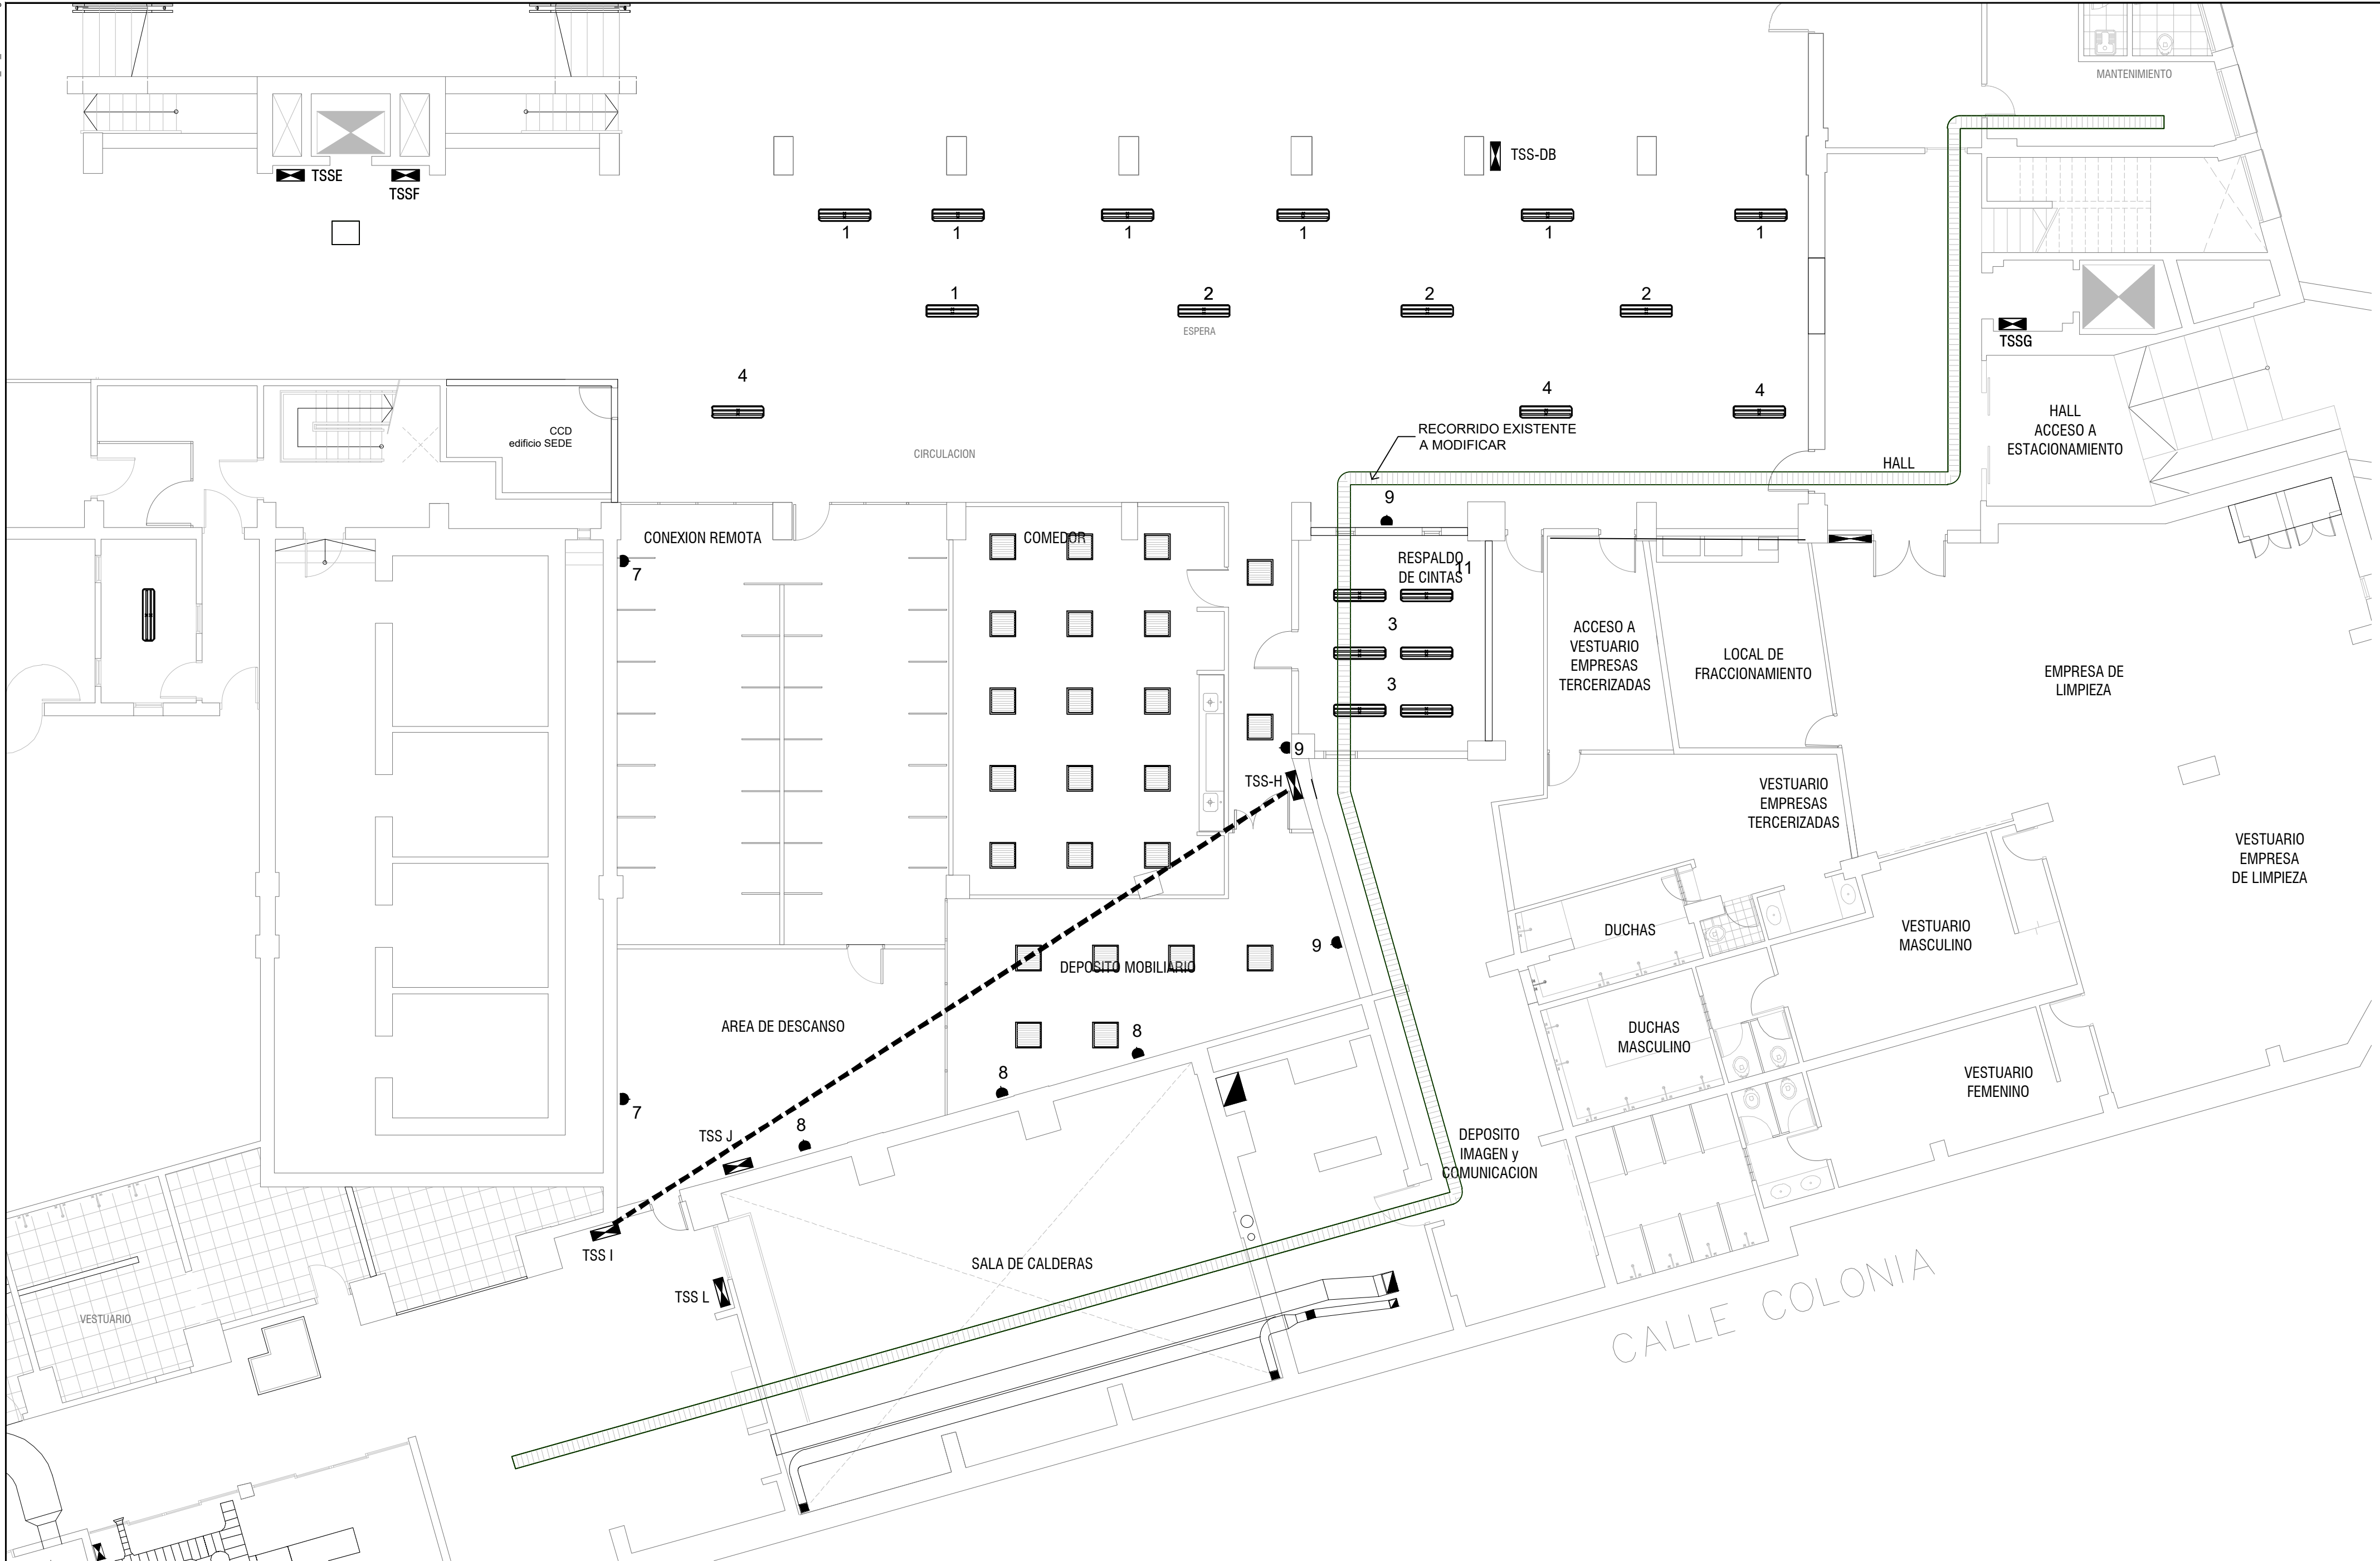 MANTENIMIENTO
TSS-DB
TSSE
TSSF
1
1
1
1
1
1
1
2
2
2
ESPERA
TSSG
4
4
4
HALL
ACCESO A
ESTACIONAMIENTO
RECORRIDO EXISTENTE
A MODIFICAR
CCD
edificio SEDE
CIRCULACION
HALL
9
CONEXION REMOTA
COMEDOR
RESPALDO
DE CINTAS
11
7
3
ACCESO A
VESTUARIO
EMPRESAS
TERCERIZADAS
LOCAL DE
FRACCIONAMIENTO
EMPRESA DE
LIMPIEZA
3
9
TSS-H
VESTUARIO
EMPRESAS
TERCERIZADAS
VESTUARIO
EMPRESA
DE LIMPIEZA
DUCHAS
VESTUARIO
MASCULINO
9
DEPOSITO MOBILIARIO
AREA DE DESCANSO
8
DUCHAS
MASCULINO
8
VESTUARIO
FEMENINO
7
8
TSS J
DEPOSITO
IMAGEN y
COMUNICACION
TSS I
SALA DE CALDERAS
TSS L
VESTUARIO
CALLE COLONIA